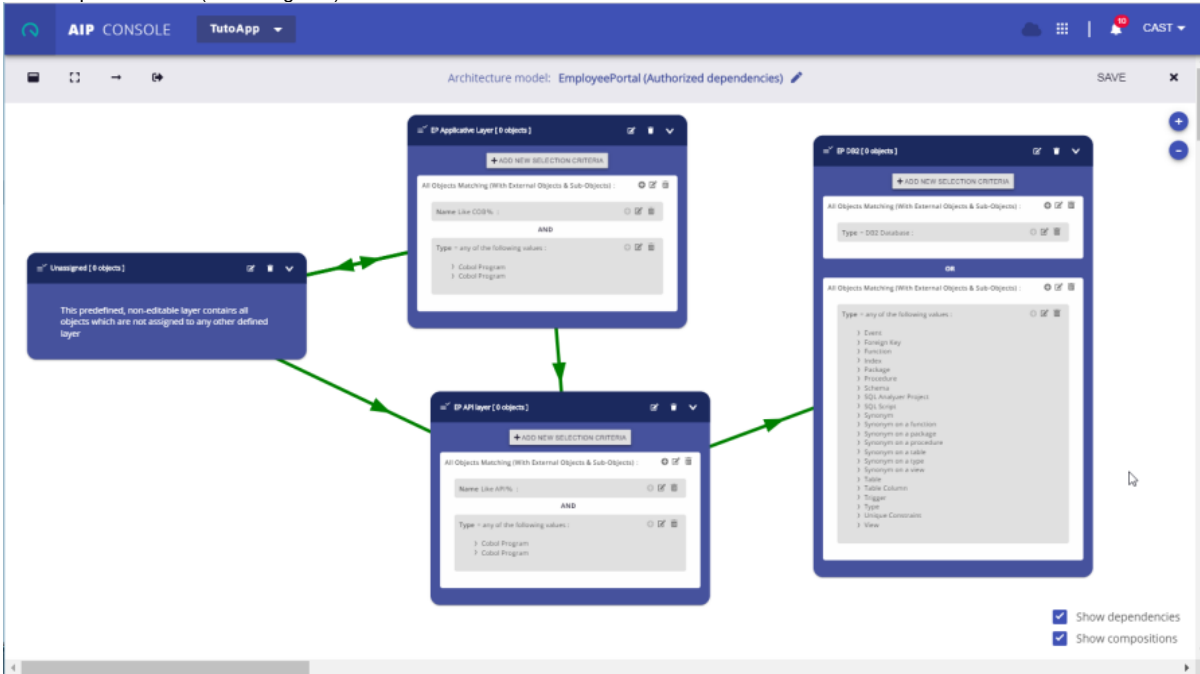 AIP CONSOLE
TutoApp
10
CAST
Architecture model: EmployeePortal (Authorized dependencies)
SAVE
EP Applicative Layer [ 0 objects ]
+ ADD NEW SELECTION CRITERIA
All Objects Matching (With External Objects & Sub-Objects) :
Name Like COB% :
AND
Type = any of the following values :
Cobol Program
Cobol Program
EP DB2 [ 0 objects ]
+ ADD NEW SELECTION CRITERIA
All Objects Matching (With External Objects & Sub-Objects) :
Type = DB2 Database :
OR
All Objects Matching (With External Objects & Sub-Objects) :
Type = any of the following values :
Event
Foreign Key
Function
Index
Package
Procedure
Schema
SQL Analyzer Project
SQL Script
Synonym
Synonym on a function
Synonym on a package
Synonym on a procedure
Synonym on a table
Synonym on a type
Synonym on a view
Table
Table Column
Trigger
Type
Unique Constraint
View
Unassigned [ 0 objects ]
This predefined, non-editable layer contains all
objects which are not assigned to any other defined
layer
EP API layer [ 0 objects ]
+ ADD NEW SELECTION CRITERIA
All Objects Matching (With External Objects & Sub-Objects) :
Name Like API% :
AND
Type = any of the following values :
Cobol Program
Cobol Program
Show dependencies
Show compositions